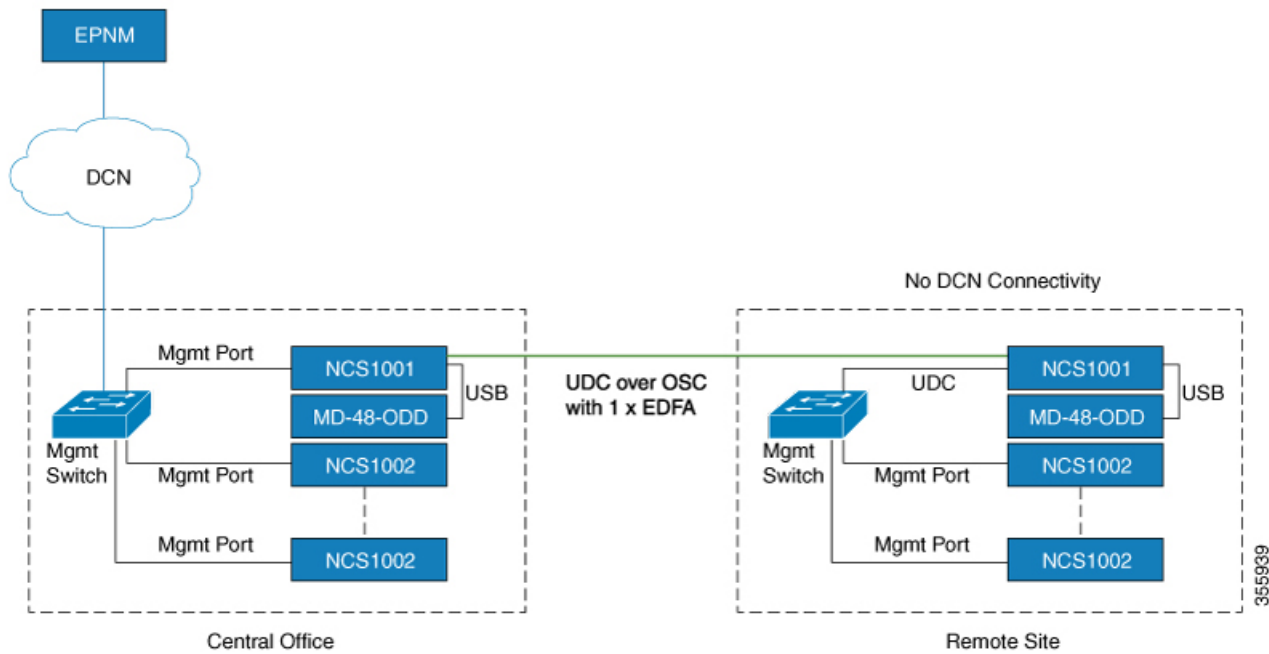 EPNM
DCN
No DCN Connectivity
Mgmt Port
NCS1001
MD-48-ODD
USB
Mgmt
Switch
Mgmt Port
NCS1002
Mgmt Port
NCS1002
Central Office
UDC over OSC
with 1 x EDFA
UDC
NCS1001
MD-48-ODD
USB
Mgmt
Switch
Mgmt Port
NCS1002
Mgmt Port
NCS1002
Remote Site
355939